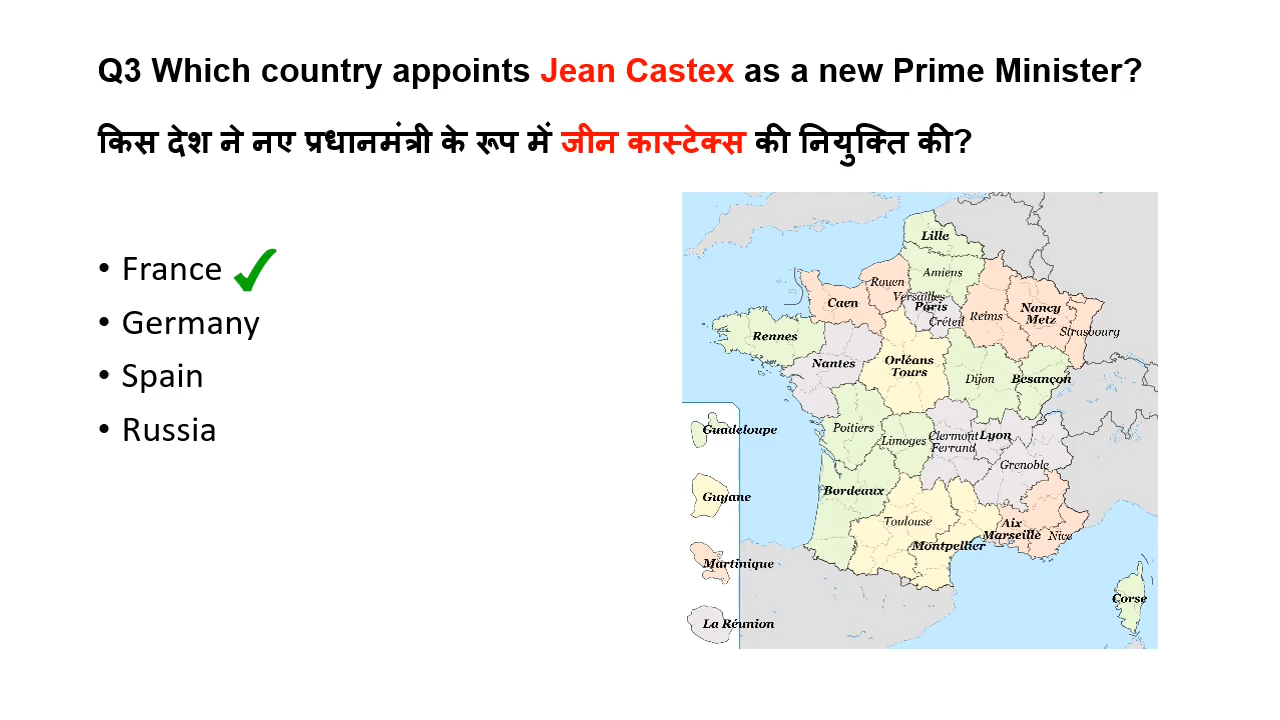 Q3 Which country appoints Jean Castex as a new Prime Minister?
किस देश ने नए प्रधानमंत्री के रूप में जीन कास्टेक्स की नियुक्ति की?
• France
• Germany
• Spain
• Russia
Lille
Amiens
Rouen
Versailles
Caen
Paris
Créteil
Reims
Nancy
Metz
Strasbourg
Rennes
Nantes
Orléans
Tours
Dijon
Besançon
Poitiers
Limoges
Clermont
Ferrand
Lyon
Grenoble
Bordeaux
Toulouse
Montpellier
Aix
Marseille
Nice
Corse
Guadeloupe
Guyane
Martinique
La Réunion